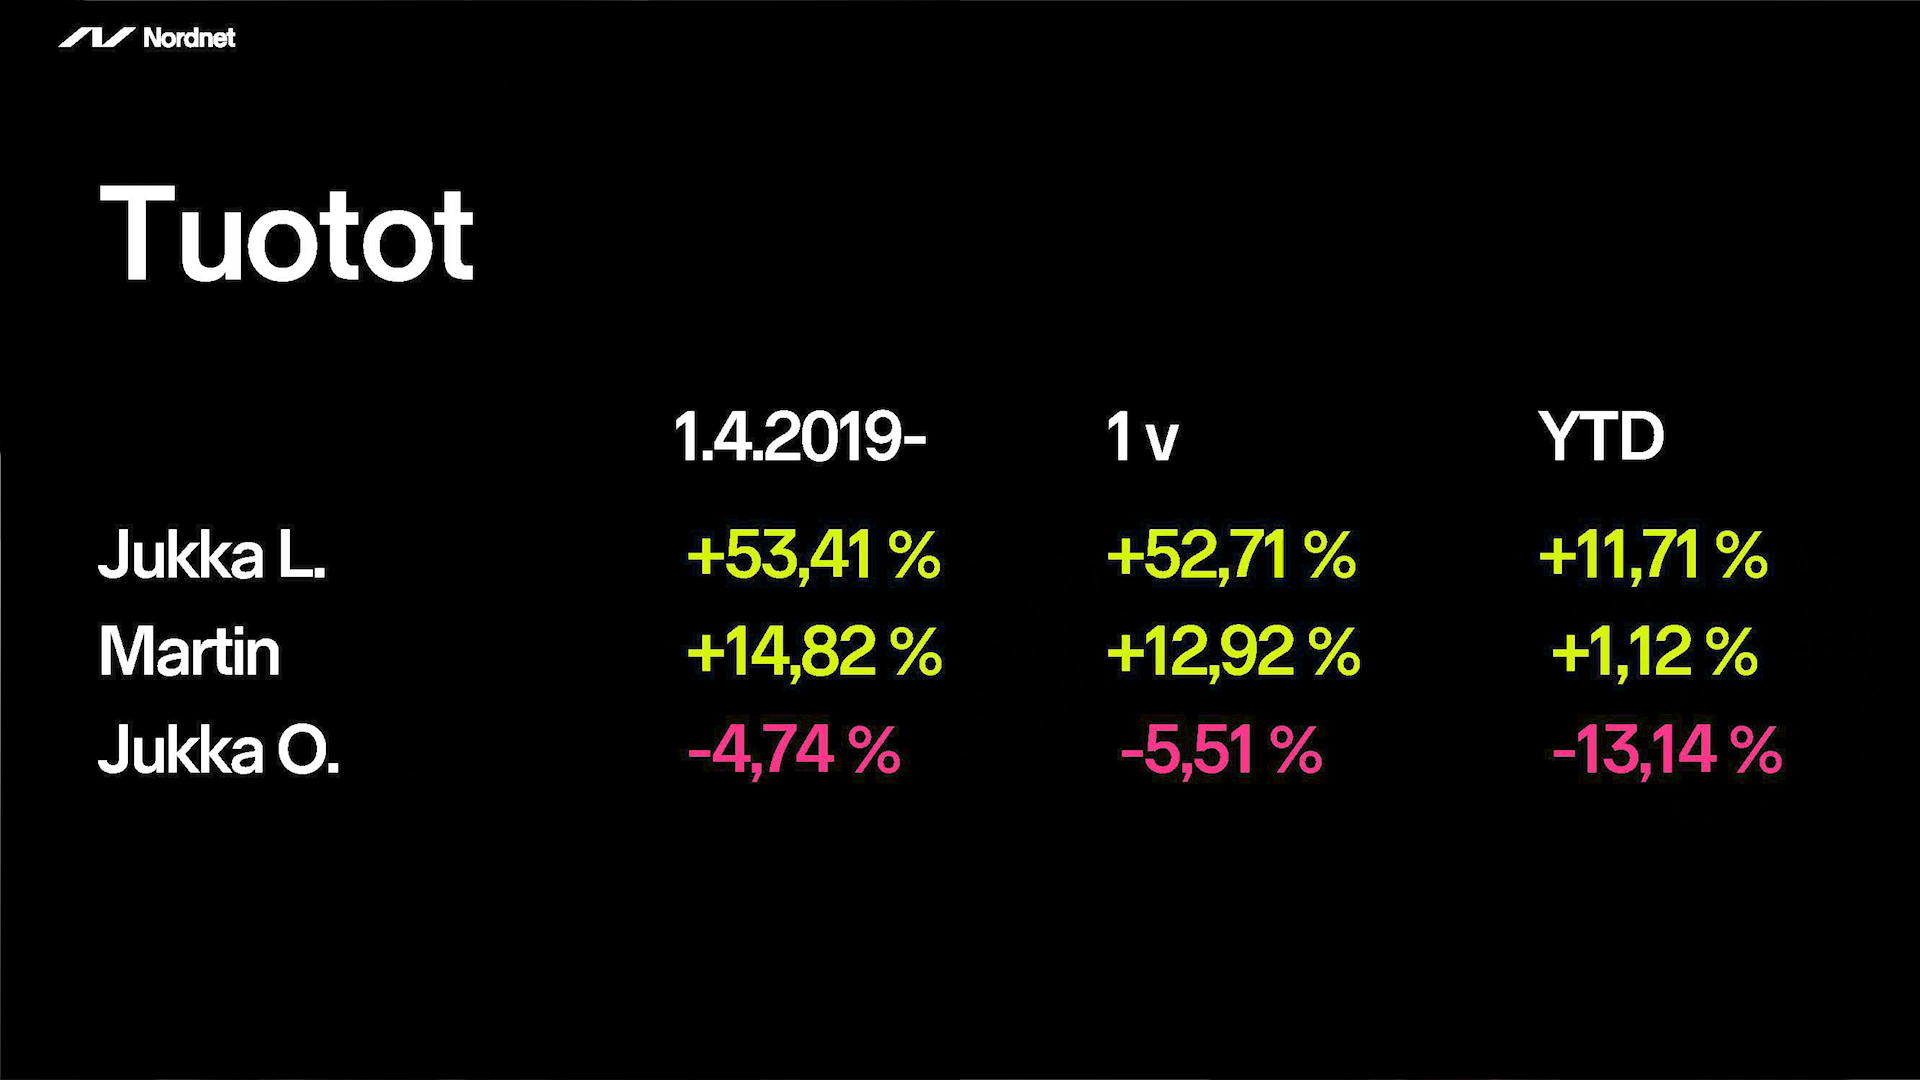 Nordnet
Tuotot
1.4.2019- 1 v YTD
Jukka L. +53,41 % +52,71 % +11,71 %
Martin +14,82 % +12,92 % +1,12 %
Jukka O. -4,74 % -5,51 % -13,14 %